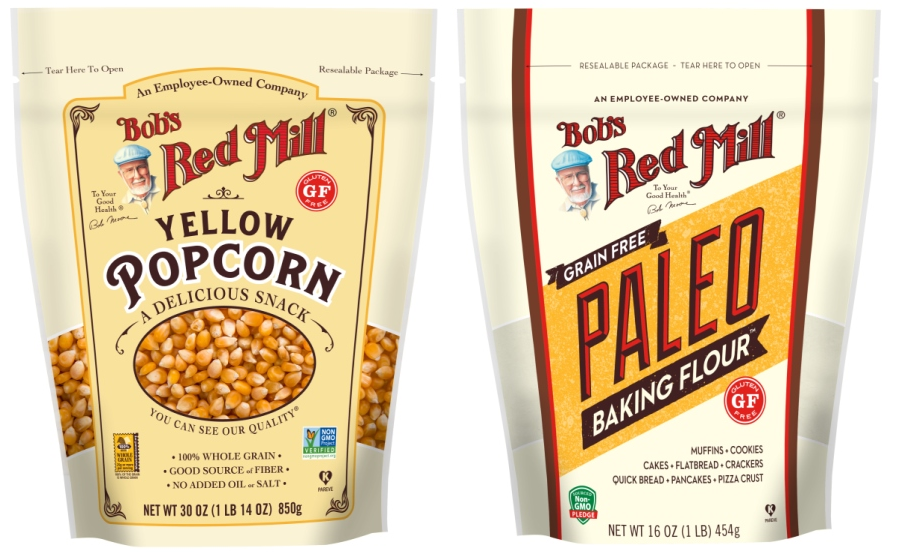 Tear Here To Open
Resealable Package
An Employee-Owned Company
Bob's
Red Mill®
To Your
Good
Health®
Bob Moore
GLUTEN
GF
FREE
YELLOW
POPCORN
A DELICIOUS SNACK
YOU CAN SEE OUR QUALITY®
WHOLE
GRAIN
NON
GMO
Project
VERIFIED
• 100% WHOLE GRAIN •
• GOOD SOURCE of FIBER •
• NO ADDED OIL or SALT •
K
PAREVE
NET WT 30 OZ (1 LB 14 OZ) 850g
RESEALABLE PACKAGE - TEAR HERE TO OPEN
AN EMPLOYEE-OWNED COMPANY
Bob's
Red Mill®
To Your
Good Health®
Bob Moore
GRAIN FREE
PALEO
BAKING FLOUR™
GLUTEN
GF
FREE
MUFFINS + COOKIES
CAKES + FLATBREAD + CRACKERS
QUICK BREAD + PANCAKES + PIZZA CRUST
SOURCED
Non-
GMO
PLEDGE
K
PAREVE
NET WT 16 OZ (1 LB) 454g